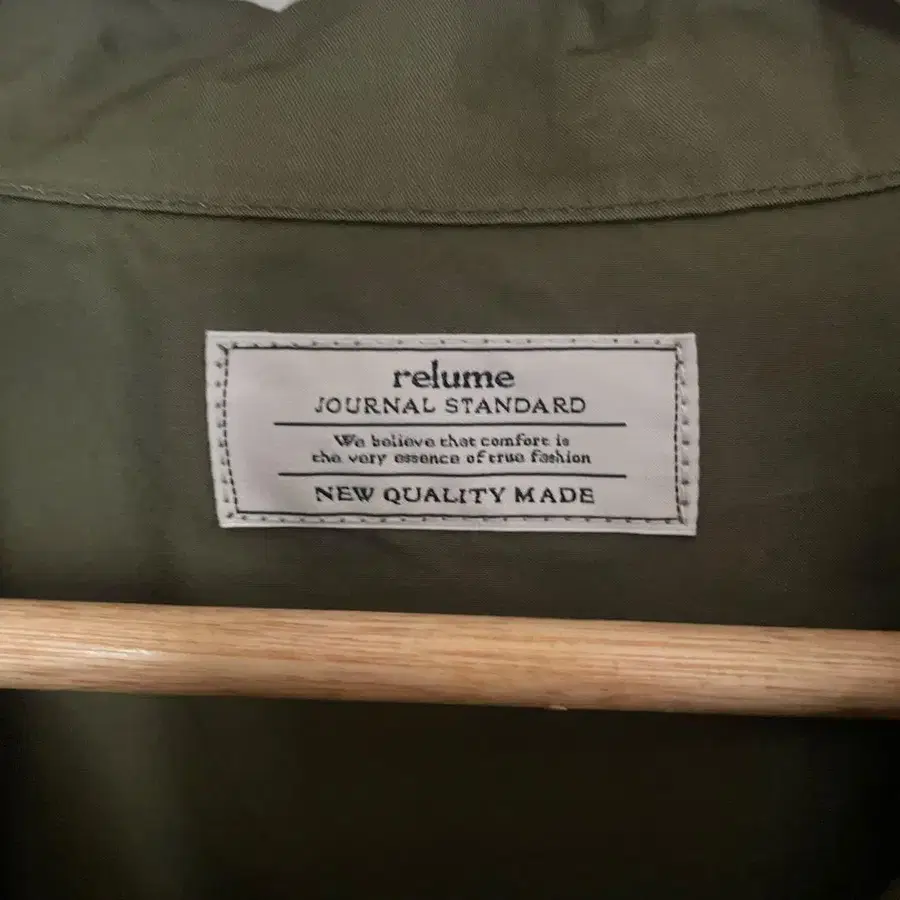 relume
JOURNAL STANDARD
We believe that comfort is
the very essence of true fashion
NEW QUALITY MADE